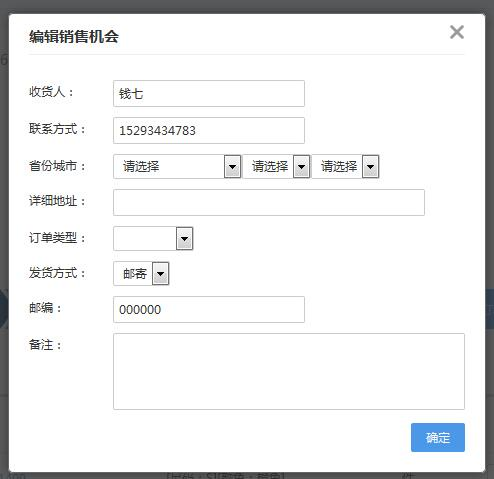 编辑销售机会
收货人： 钱七
联系方式： 15293434783
省份城市： 请选择 请选择 请选择
详细地址：
订单类型：
发货方式： 邮寄
邮编： 000000
备注：
确定